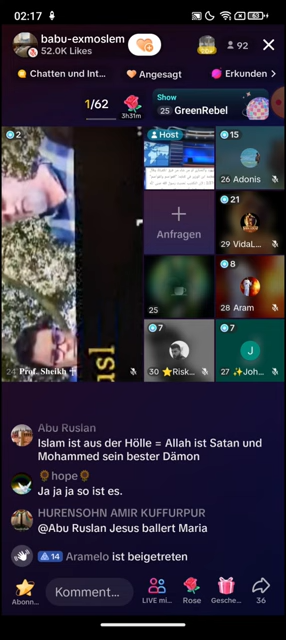 02:17
63
babu-exmoslem
52.0K Likes
92
Chatten und Int...
Angesagt
Erkunden
1/62
3h31m
Show
25 GreenRebel
2
Host
15
26 Adonis
21
Anfragen
29 VidaL...
8
25
28 Aram
24 Prof. Sheikh
usl
7
30 ⭐Risk...
7
J
27 ✨Joh...
Abu Ruslan
Islam ist aus der Hölle = Allah ist Satan und
Mohammed sein bester Dämon
🌻hope🌻
Ja ja ja so ist es.
HURENSOHN AMIR KUFFURPUR
@Abu Ruslan Jesus ballert Maria
14 Aramelo ist beigetreten
Abonn...
Komment...
LIVE mi...
Rose
Gesche...
36